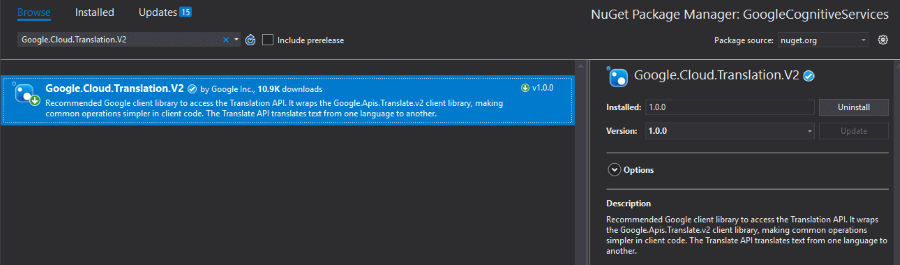 Browse Installed Updates 15
NuGet Package Manager: GoogleCognitiveServices
Google.Cloud.Translation.V2 Include prerelease
Package source: nuget.org
Google.Cloud.Translation.V2 by Google Inc., 10.9K downloads v1.0.0
Recommended Google client library to access the Translation API. It wraps the Google.Apis.Translate.v2 client library, making
common operations simpler in client code. The Translate API translates text from one language to another.
Google.Cloud.Translation.V2
Installed: 1.0.0 Uninstall
Version: 1.0.0 Update
Options
Description
Recommended Google client library to access the Translation API. It wraps
the Google.Apis.Translate.v2 client library, making common operations
simpler in client code. The Translate API translates text from one language to
another.